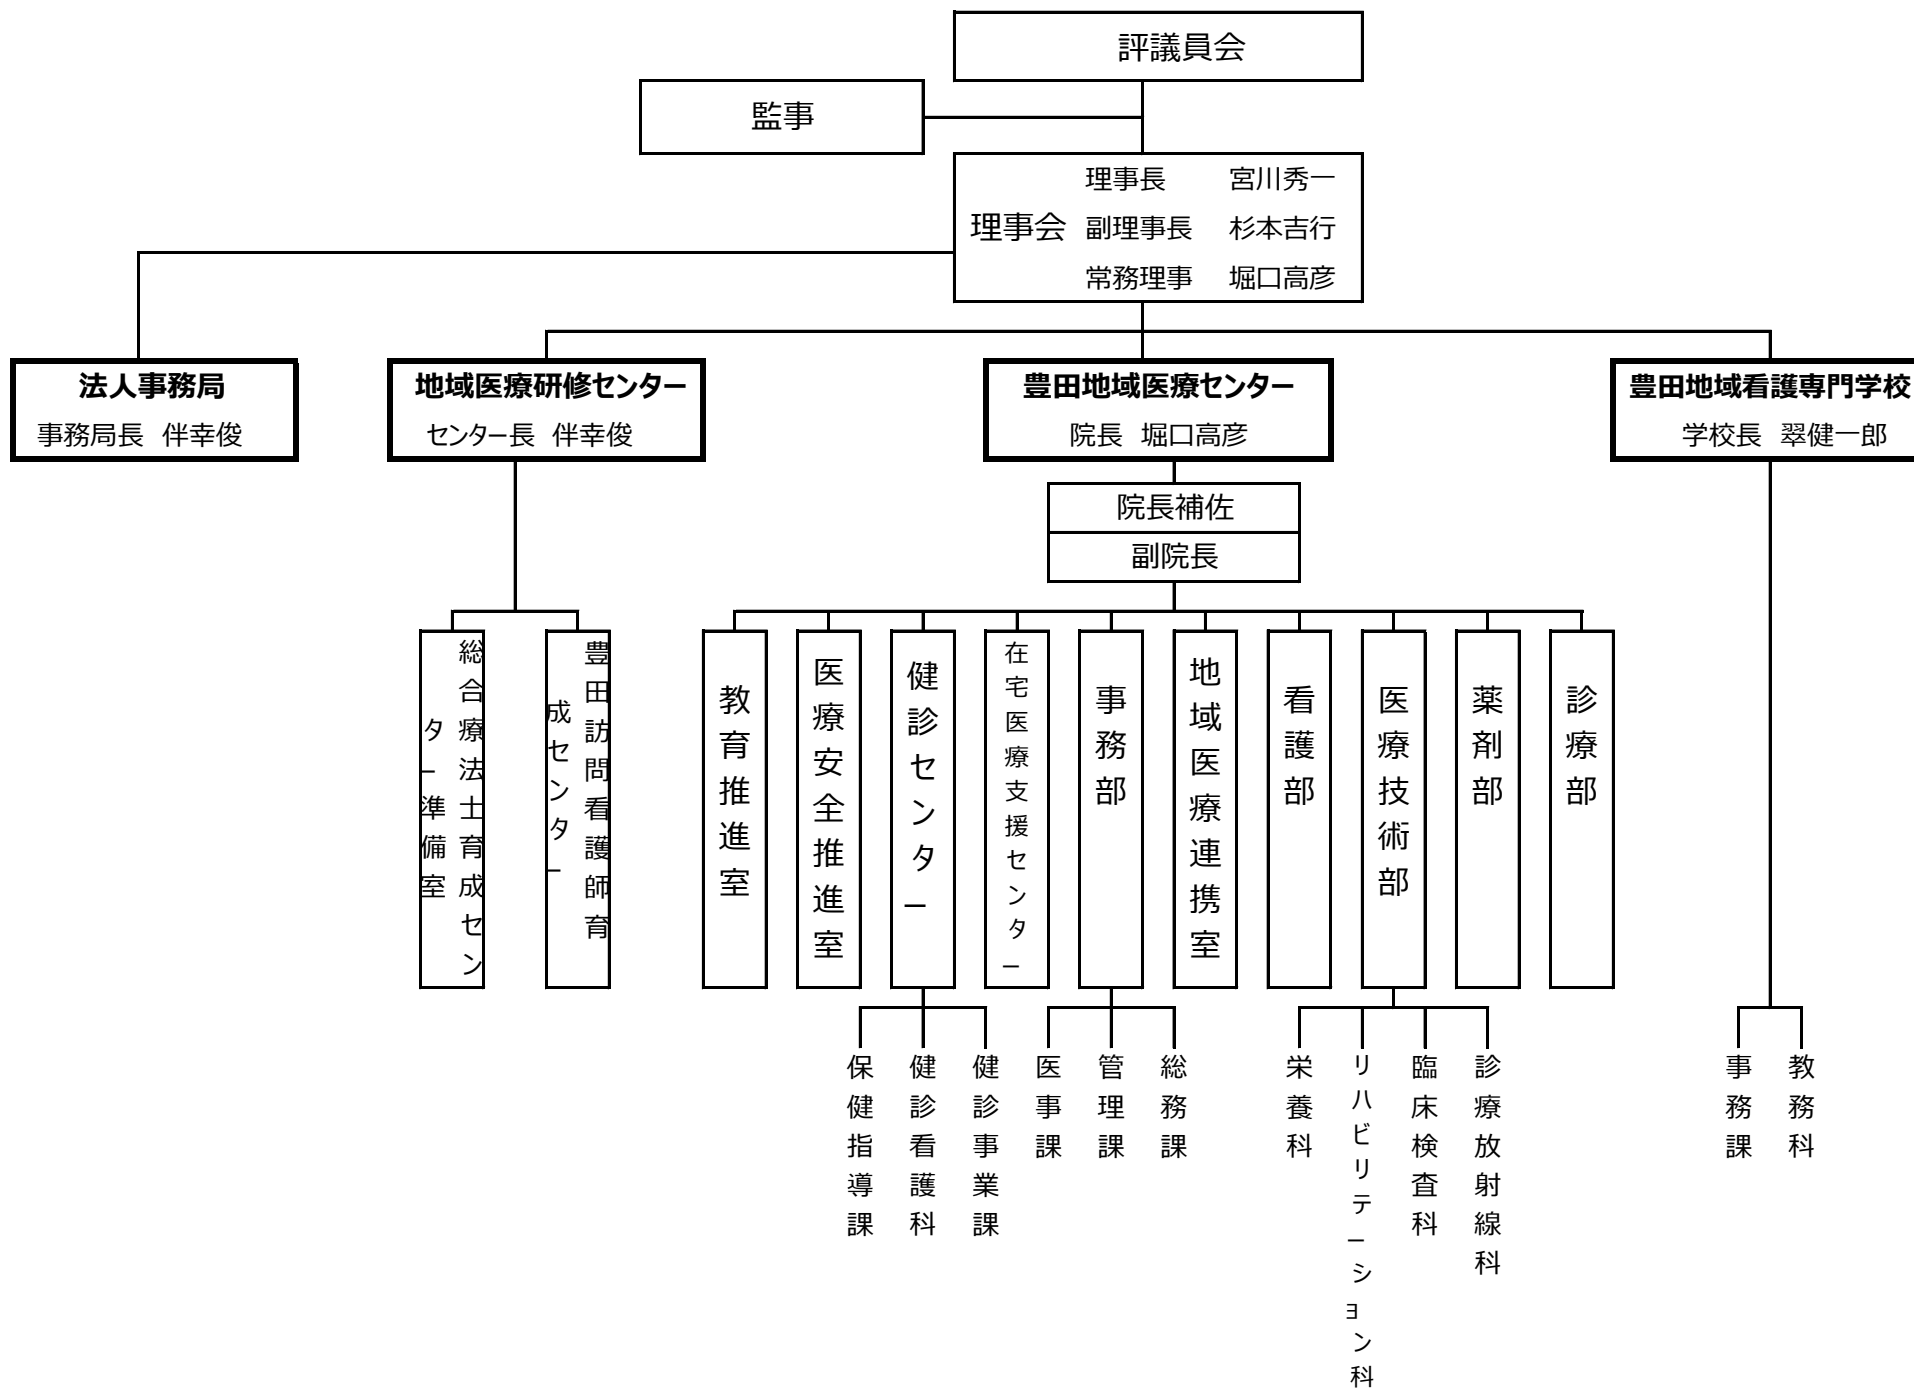 評議員会
監事
理事会
理事長 宮川秀一
副理事長 杉本吉行
常務理事 堀口高彦
法人事務局
事務局長 伴幸俊
地域医療研修センター
センター長 伴幸俊
豊田地域医療センター
院長 堀口高彦
豊田地域看護専門学校
学校長 翠健一郎
院長補佐
副院長
総合療法士育成セン
ター準備室
豊田訪問看護師育
成センター
教育推進室
医療安全推進室
健診センター
在宅医療支援センター
事務部
地域医療連携室
看護部
医療技術部
薬剤部
診療部
保健指導課
健診看護科
健診事業課
医事課
管理課
総務課
栄養科
リハビリテーション科
臨床検査科
診療放射線科
事務課
教務科